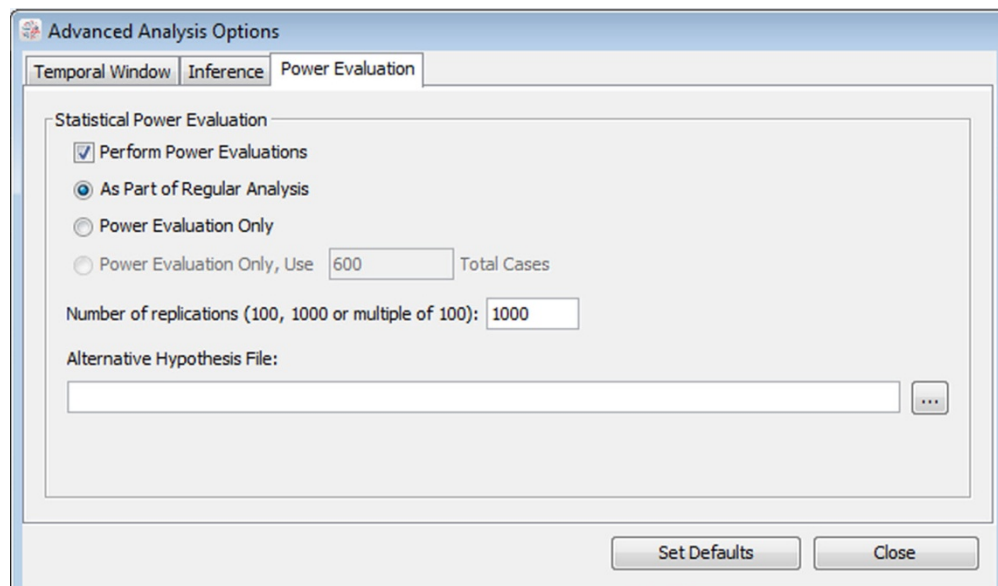 Advanced Analysis Options
Temporal Window Inference Power Evaluation
Statistical Power Evaluation
Perform Power Evaluations
As Part of Regular Analysis
Power Evaluation Only
Power Evaluation Only, Use 600 Total Cases
Number of replications (100, 1000 or multiple of 100): 1000
Alternative Hypothesis File:
...
Set Defaults Close